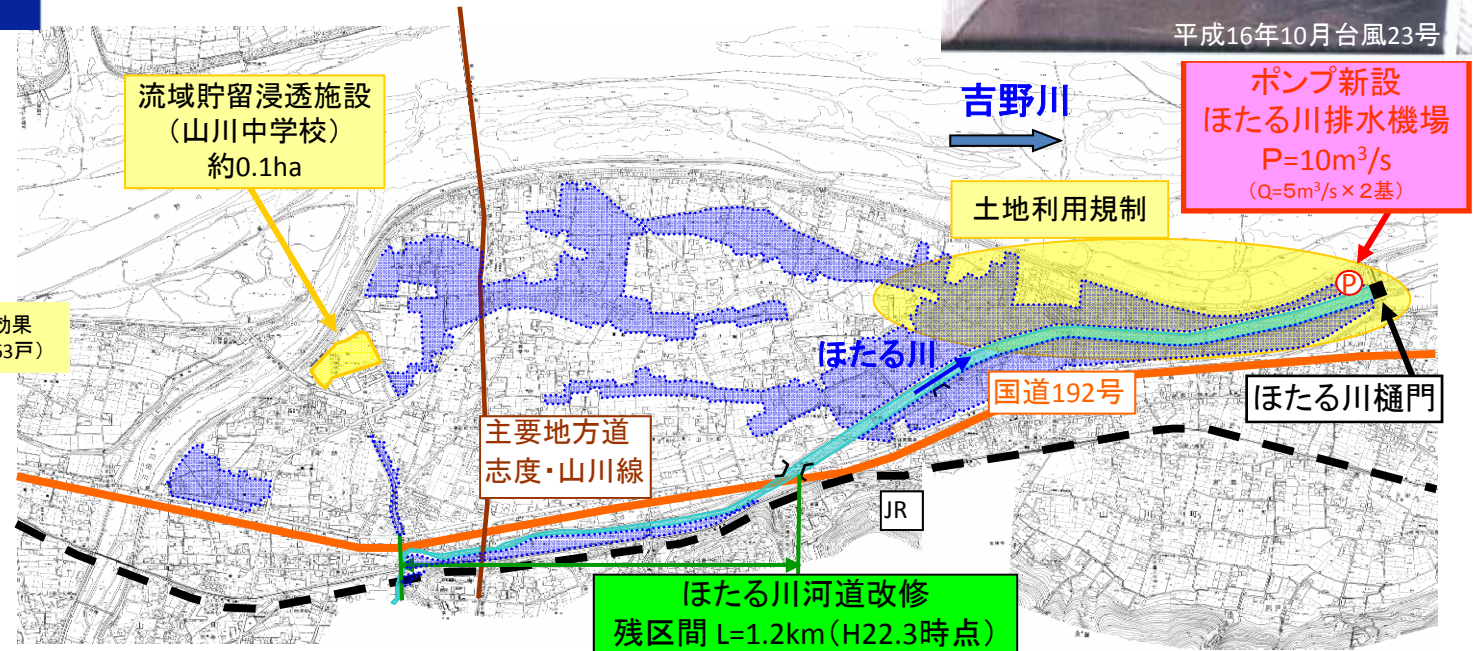 平成16年10月台風23号
流域貯留浸透施設
(山川中学校)
約0.1ha
吉野川
ポンプ新設
ほたる川排水機場
P=10m³/s
(Q=5m³/s×2基)
土地利用規制
P
効果
63戸)
ほたる川
国道192号
ほたる川樋門
主要地方道
志度・山川線
JR
ほたる川河道改修
残区間 L=1.2km(H22.3時点)